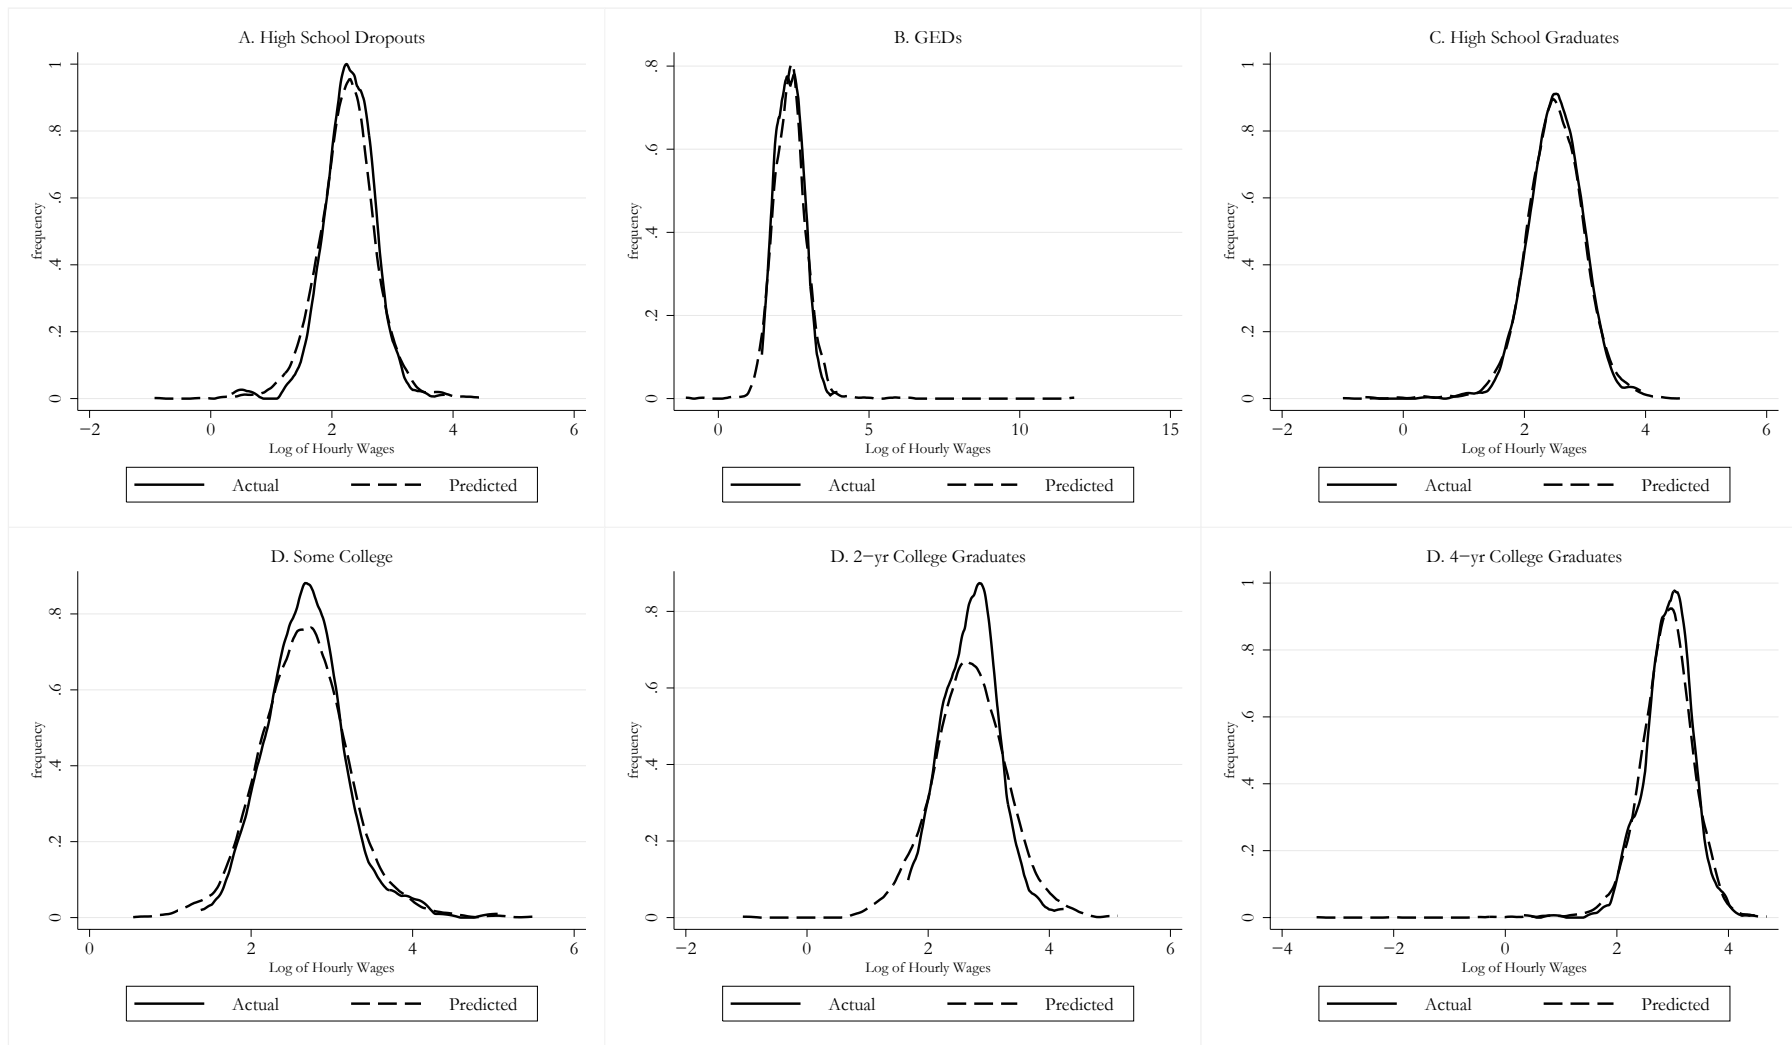 A. High School Dropouts
frequency
1
.8
.6
.4
.2
0
−2 0 2 4 6
Log of Hourly Wages
Actual Predicted
B. GEDs
frequency
.8
.6
.4
.2
0
0 5 10 15
Log of Hourly Wages
Actual Predicted
C. High School Graduates
frequency
1
.8
.6
.4
.2
0
−2 0 2 4 6
Log of Hourly Wages
Actual Predicted
D. Some College
frequency
.8
.6
.4
.2
0
0 2 4 6
Log of Hourly Wages
Actual Predicted
D. 2−yr College Graduates
frequency
.8
.6
.4
.2
0
−2 0 2 4 6
Log of Hourly Wages
Actual Predicted
D. 4−yr College Graduates
frequency
1
.8
.6
.4
.2
0
−4 −2 0 2 4
Log of Hourly Wages
Actual Predicted